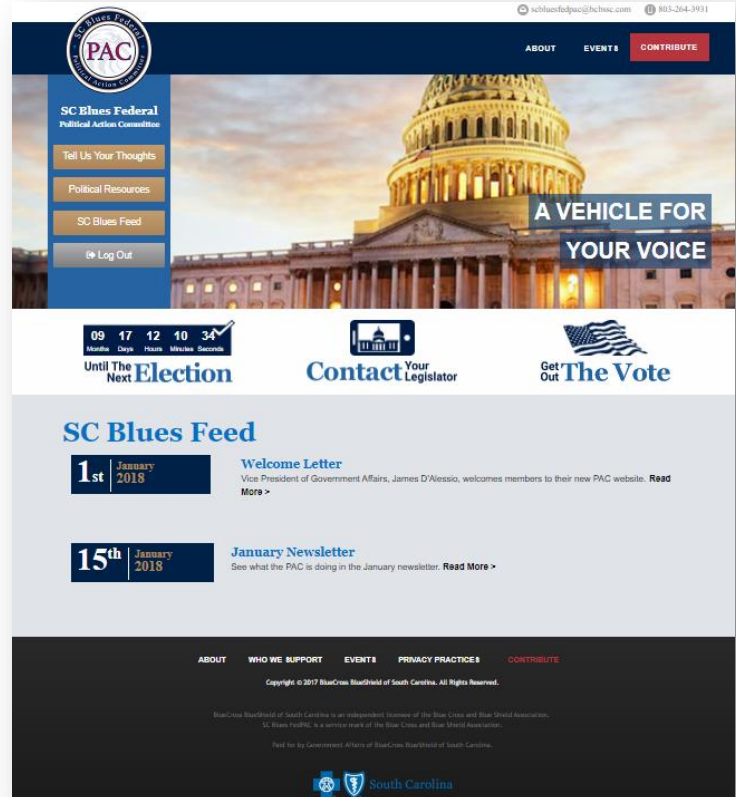 scbluesfedpac@bcbssc.com 803-264-3931
SC Blues Federal
PAC
Political Action Committee
ABOUT EVENTS CONTRIBUTE
SC Blues Federal
Political Action Committee
Tell Us Your Thoughts
Political Resources
SC Blues Feed
Log Out
A VEHICLE FOR
YOUR VOICE
09 17 12 10 34
Months Days Hours Minutes Seconds
Until The Next Election
Contact Your Legislator
Get Out The Vote
SC Blues Feed
1st January 2018
Welcome Letter
Vice President of Government Affairs, James D'Alessio, welcomes members to their new PAC website. Read
More >
15th January 2018
January Newsletter
See what the PAC is doing in the January newsletter. Read More >
ABOUT WHO WE SUPPORT EVENTS PRIVACY PRACTICES CONTRIBUTE
Copyright © 2017 BlueCross BlueShield of South Carolina. All Rights Reserved.
BlueCross BlueShield of South Carolina is an independent licensee of the Blue Cross and Blue Shield Association.
SC Blues FedPAC is a service mark of the Blue Cross and Blue Shield Association.
Paid for by Government Affairs of BlueCross BlueShield of South Carolina.
South Carolina